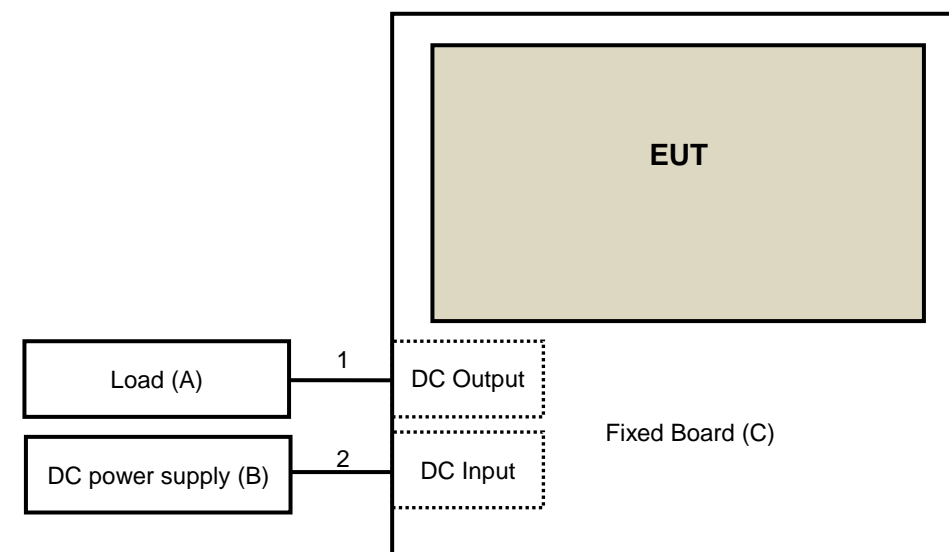 EUT
1
Load (A)
DC Output
Fixed Board (C)
2
DC power supply (B)
DC Input